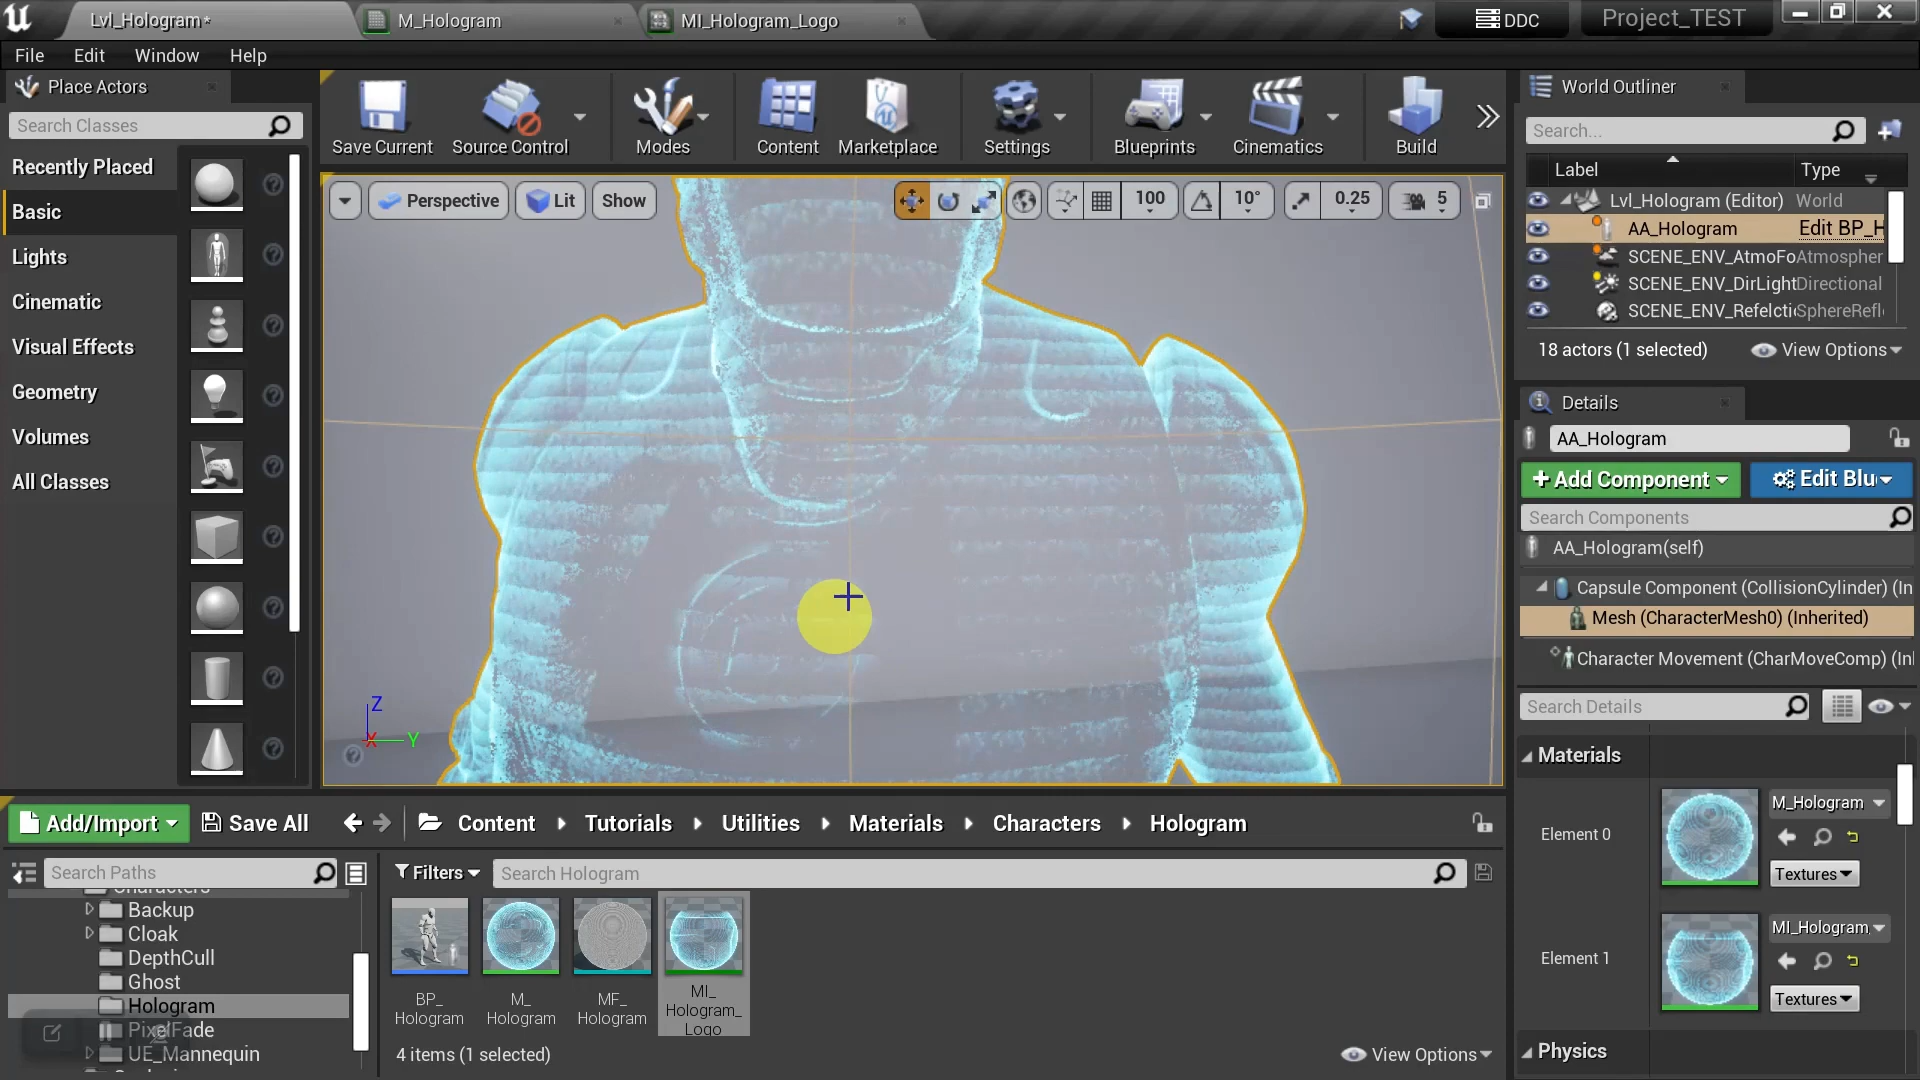 Lvl_Hologram*
M_Hologram
MI_Hologram_Logo
DDC
Project_TEST
File Edit Window Help
Place Actors
Search Classes
Recently Placed
Basic
Lights
Cinematic
Visual Effects
Geometry
Volumes
All Classes
Save Current
Source Control
Modes
Content
Marketplace
Settings
Blueprints
Cinematics
Build
Perspective
Lit
Show
100
10°
0.25
5
Z
X
Y
World Outliner
Search...
Label Type
Lvl_Hologram (Editor) World
AA_Hologram Edit BP_H
SCENE_ENV_AtmoFo Atmospher
SCENE_ENV_DirLight Directional
SCENE_ENV_Refelcti SphereRefl
18 actors (1 selected) View Options
Details
AA_Hologram
Add Component
Edit Blu
Search Components
AA_Hologram(self)
Capsule Component (CollisionCylinder) (In
Mesh (CharacterMesh0) (Inherited)
Character Movement (CharMoveComp) (In
Search Details
Materials
Element 0
M_Hologram
Textures
Element 1
MI_Hologram
Textures
Physics
Add/Import
Save All
Content
Tutorials
Utilities
Materials
Characters
Hologram
Search Paths
Filters
Search Hologram
Characters
Backup
Cloak
DepthCull
Ghost
Hologram
PixelFade
UE_Mannequin
BP_
Hologram
M_
Hologram
MF_
Hologram
MI_
Hologram_
Logo
4 items (1 selected)
View Options